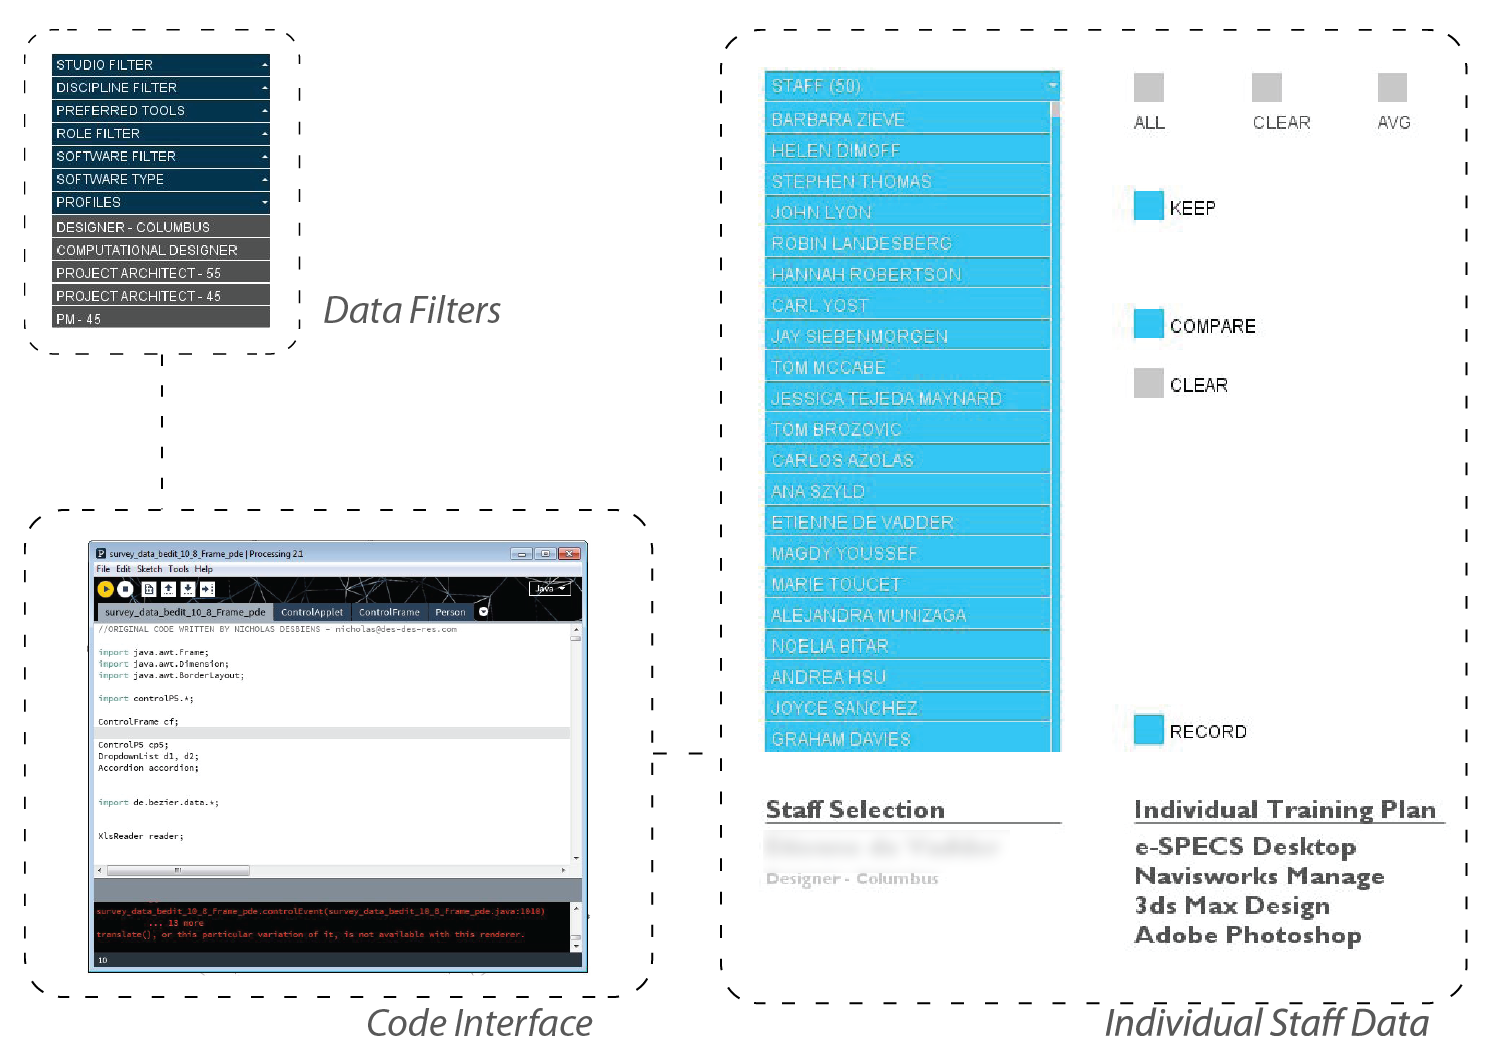 STUDIO FILTER
DISCIPLINE FILTER
PREFERRED TOOLS
ROLE FILTER
SOFTWARE FILTER
SOFTWARE TYPE
PROFILES
DESIGNER - COLUMBUS
COMPUTATIONAL DESIGNER
PROJECT ARCHITECT - 55
PROJECT ARCHITECT - 45
PM - 45
Data Filters
survey_data_bedit_10_8_Frame_pde | Processing 2.1
File Edit Sketch Tools Help
Java
survey_data_bedit_10_8_Frame_pde ControlApplet ControlFrame Person
//ORIGINAL CODE WRITTEN BY NICHOLAS DESBIENS - nicholas@des-des-res.com
import java.awt.Frame;
import java.awt.Dimension;
import java.awt.BorderLayout;
import controlP5.*;
ControlFrame cf;
ControlP5 cp5;
DropdownList d1, d2;
Accordion accordion;
import de.bezier.data.*;
XlsReader reader;
survey_data_bedit_10_8_Frame_pde.controlEvent(survey_data_bedit_10_8_Frame_pde.java:1018)
... 13 more
translate(), or this particular variation of it, is not available with this renderer.
10
Code Interface
STAFF (50)
BARBARA ZIEVE
HELEN DIMOFF
STEPHEN THOMAS
JOHN LYON
ROBIN LANDESBERG
HANNAH ROBERTSON
CARL YOST
JAY SIEBENMORGEN
TOM MCCABE
JESSICA TEJEDA MAYNARD
TOM BROZOVIC
CARLOS AZOLAS
ANA SZYLD
ETIENNE DE VADDER
MAGDY YOUSSEF
MARIE TOUCET
ALEJANDRA MUNIZAGA
NOELIA BITAR
ANDREA HSU
JOYCE SANCHEZ
GRAHAM DAVIES
ALL CLEAR AVG
KEEP
COMPARE
CLEAR
RECORD
Staff Selection
Designer - Columbus
Individual Training Plan
e-SPECS Desktop
Navisworks Manage
3ds Max Design
Adobe Photoshop
Individual Staff Data